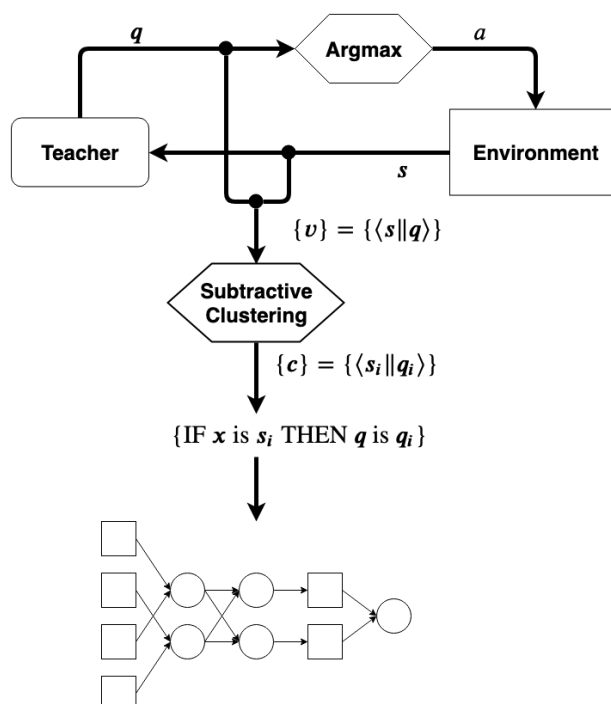 q
Argmax
a
Teacher
Environment
s
{v} = {⟨s∥q⟩}
Subtractive
Clustering
{c} = {⟨sᵢ∥qᵢ⟩}
{IF x is sᵢ THEN q is qᵢ}